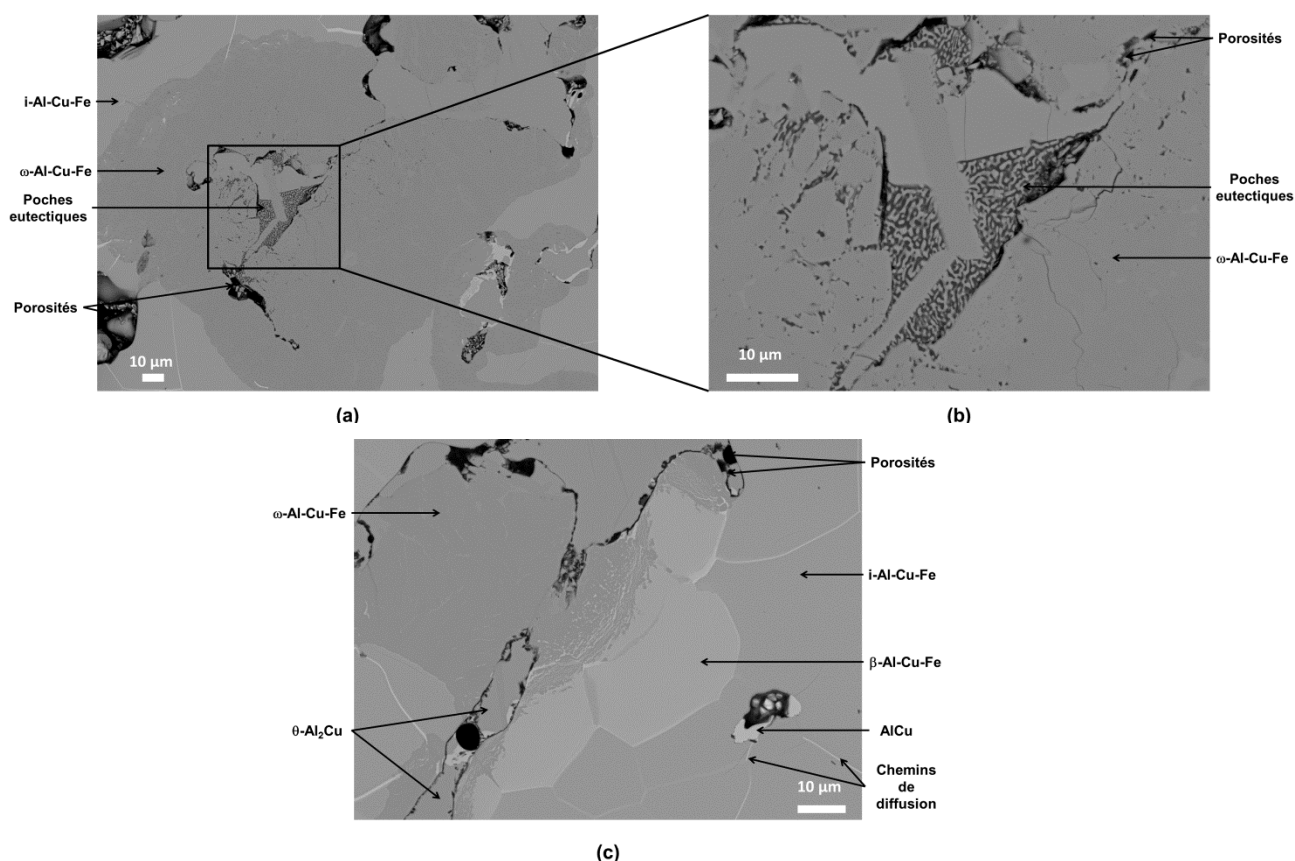 i-Al-Cu-Fe
ω-Al-Cu-Fe
Poches
eutectiques
Porosités
10 µm
(a)
Porosités
Poches
eutectiques
ω-Al-Cu-Fe
10 µm
(b)
ω-Al-Cu-Fe
θ-Al₂Cu
Porosités
i-Al-Cu-Fe
β-Al-Cu-Fe
AlCu
Chemins
de
diffusion
10 µm
(c)